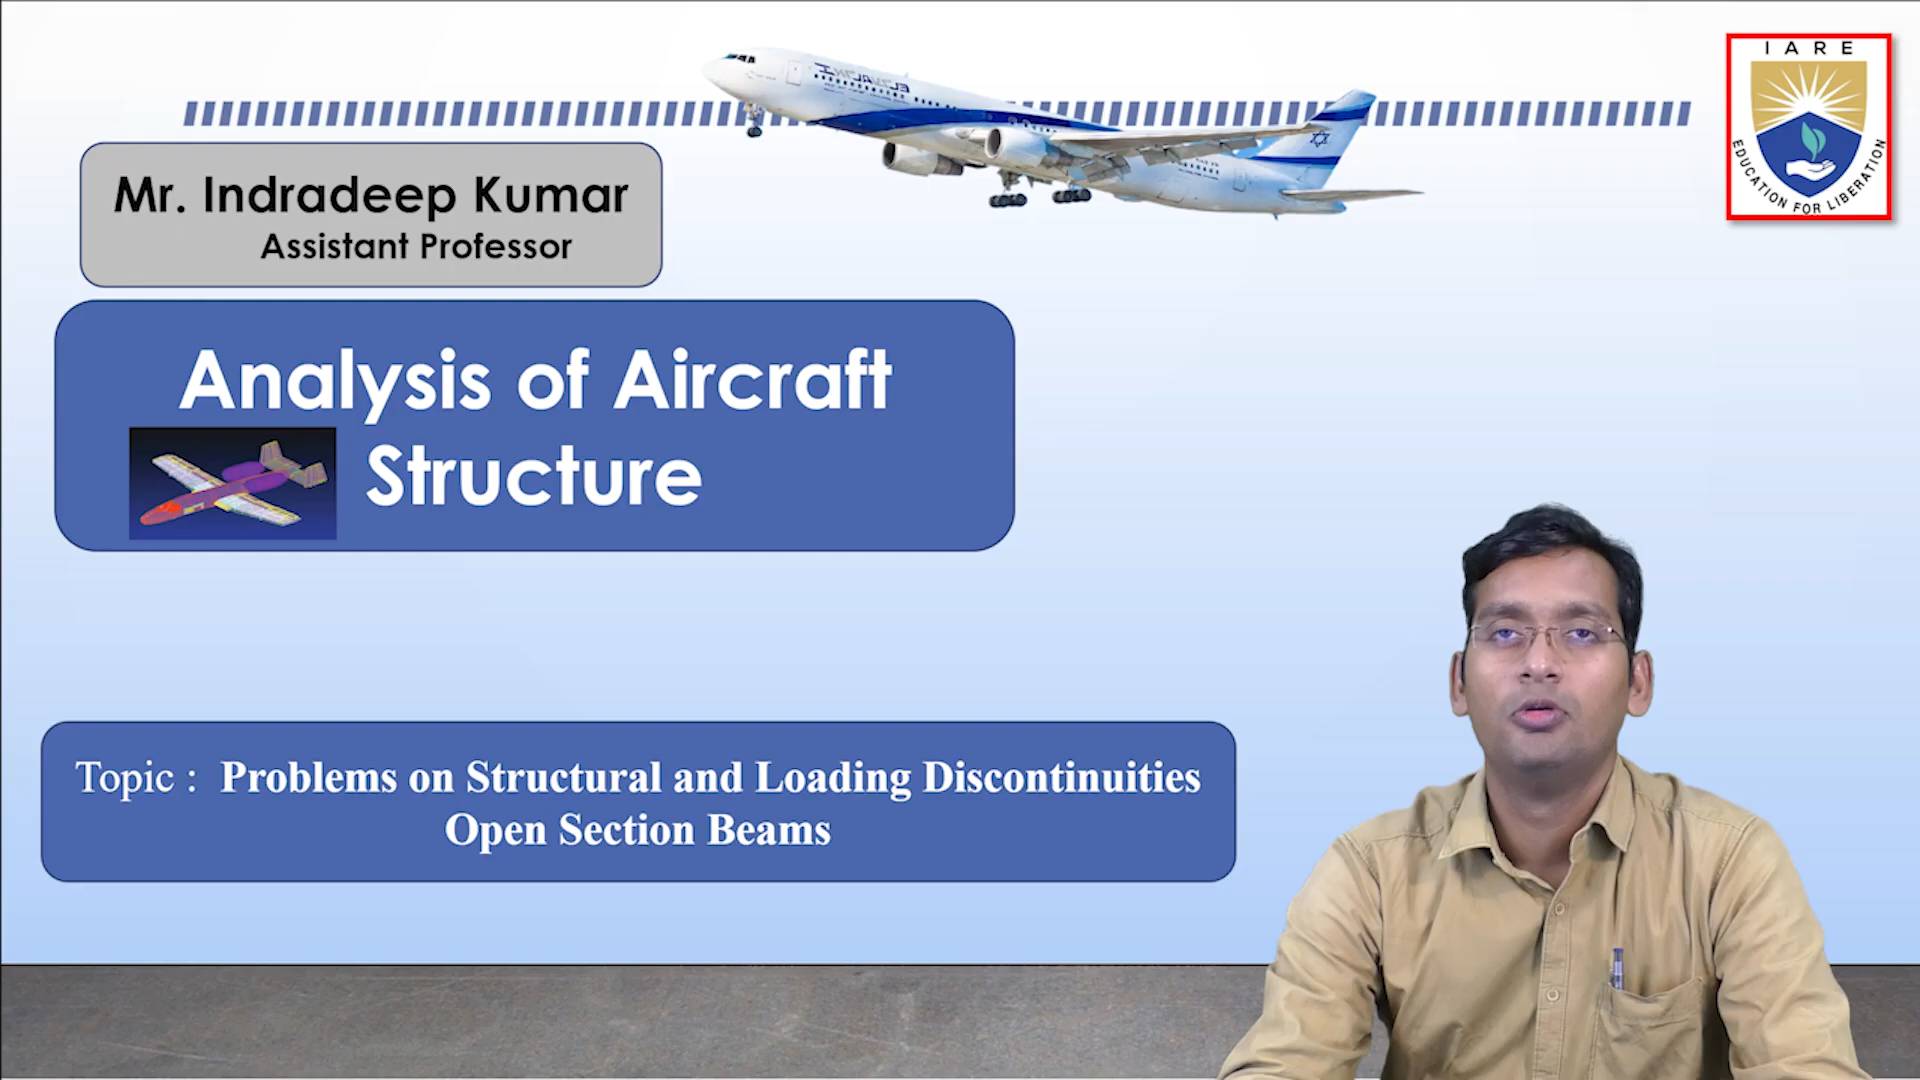 IARE
EDUCATION FOR LIBERATION
Mr. Indradeep Kumar
Assistant Professor
Analysis of Aircraft
Structure
Topic : Problems on Structural and Loading Discontinuities
Open Section Beams